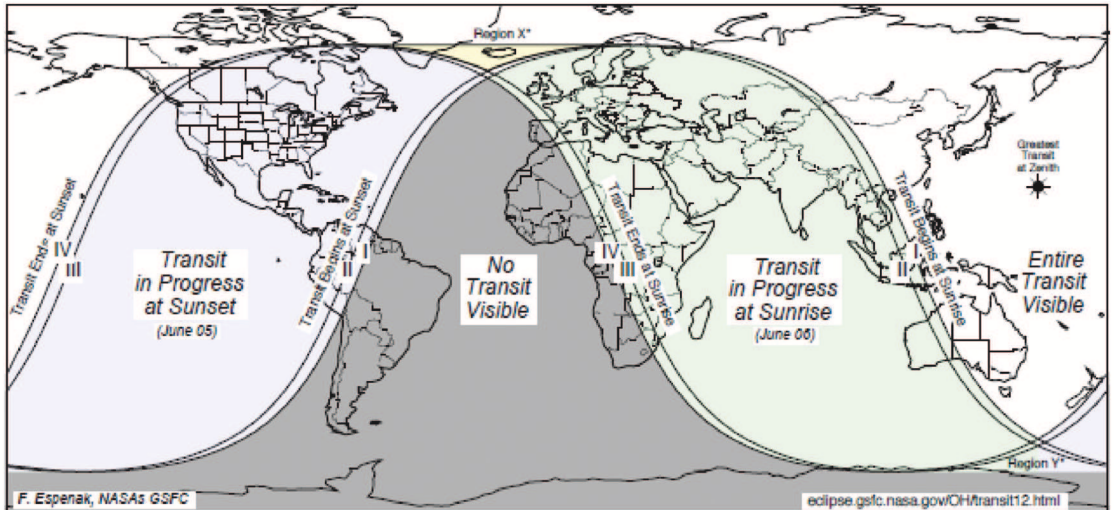 Region X*
Greatest
Transit
at Zenith
Transit Ends at Sunset
IV
III
Transit
in Progress
at Sunset
(June 05)
Transit Begins at Sunset
I
II
No
Transit
Visible
IV
III
Transit Ends at Sunrise
Transit
in Progress
at Sunrise
(June 06)
I
II
Transit Begins at Sunrise
Entire
Transit
Visible
Region Y*
F. Espenak, NASAs GSFC
eclipse.gsfc.nasa.gov/OH/transit12.html